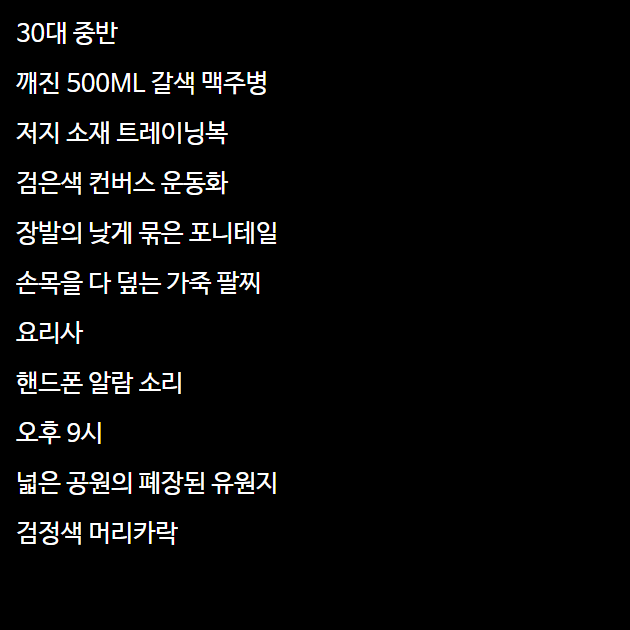 30대 중반
깨진 500ML 갈색 맥주병
저지 소재 트레이닝복
검은색 컨버스 운동화
장발의 낮게 묶은 포니테일
손목을 다 덮는 가죽 팔찌
요리사
핸드폰 알람 소리
오후 9시
넓은 공원의 폐장된 유원지
검정색 머리카락